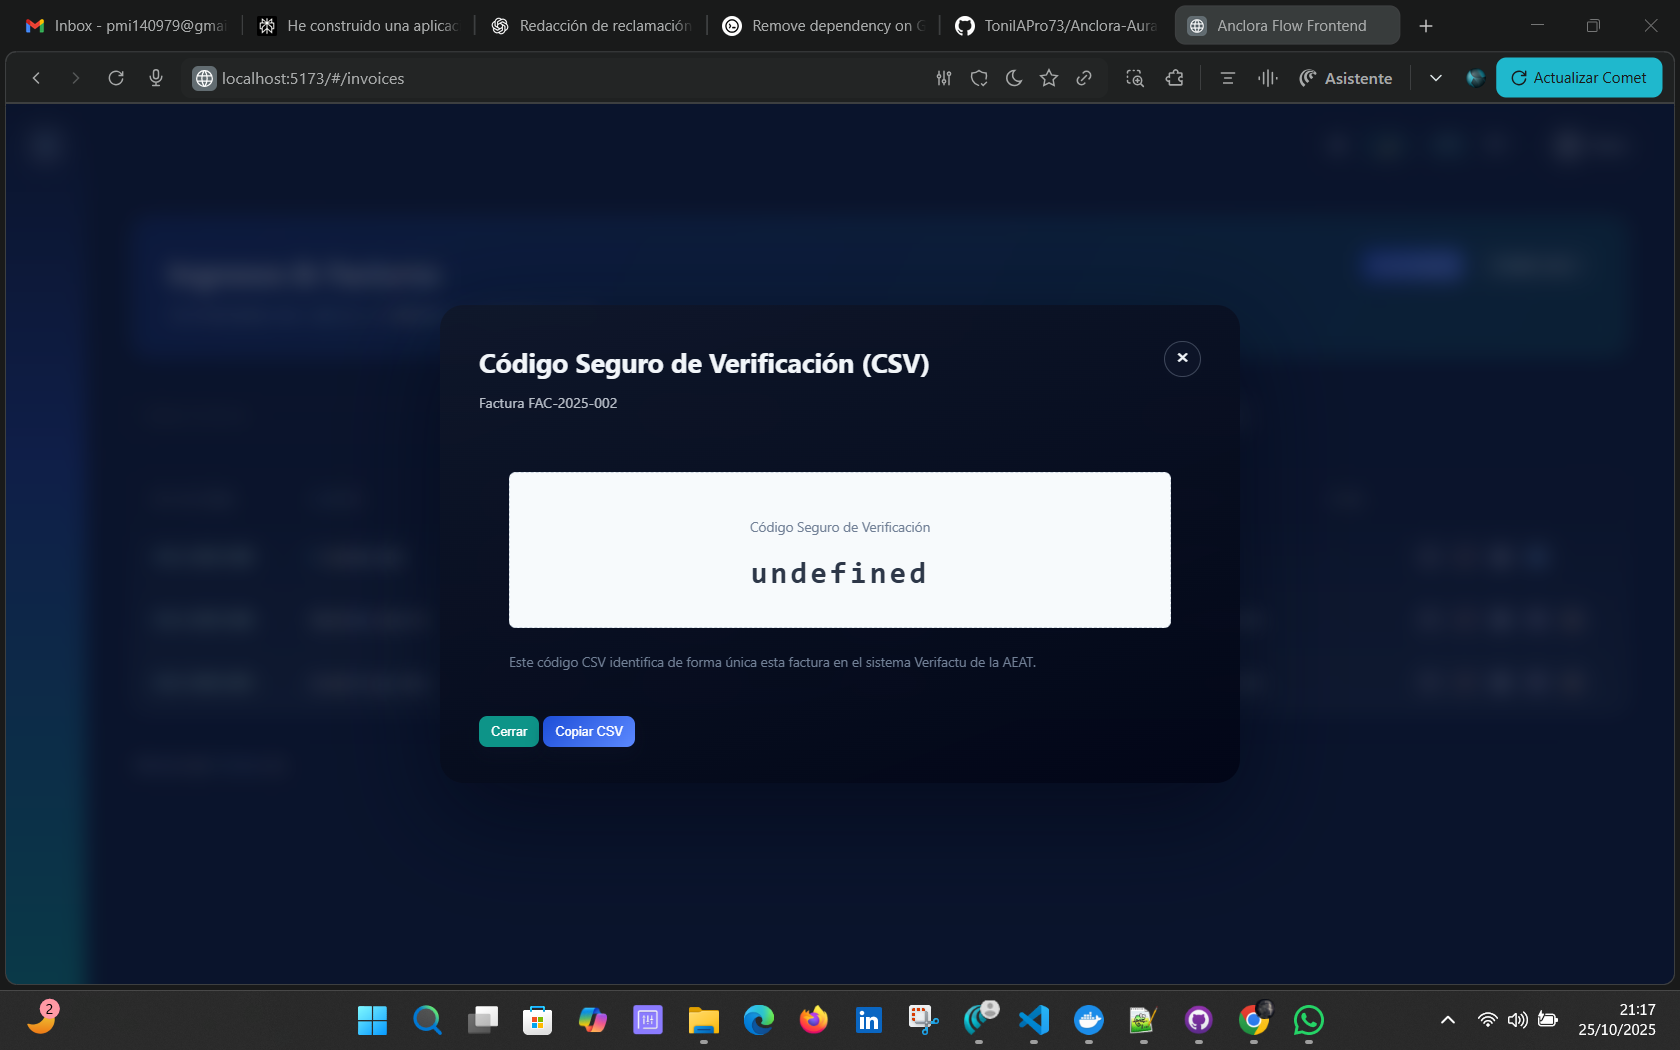 Inbox - pmi140979@gmai
He construido una aplicac
Redacción de reclamación
Remove dependency on G
TonilAPro73/Anclora-Aura
Anclora Flow Frontend
localhost:5173/#/invoices
Asistente
Actualizar Comet
Código Seguro de Verificación (CSV)
Factura FAC-2025-002
Código Seguro de Verificación
undefined
Este código CSV identifica de forma única esta factura en el sistema Verifactu de la AEAT.
Cerrar
Copiar CSV
2
21:17
25/10/2025